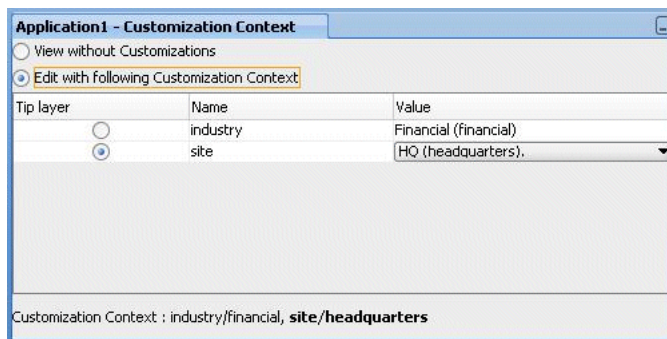 Application1 - Customization Context
View without Customizations
Edit with following Customization Context
Tip layer Name Value
industry Financial (financial)
site HQ (headquarters).
Customization Context : industry/financial, site/headquarters